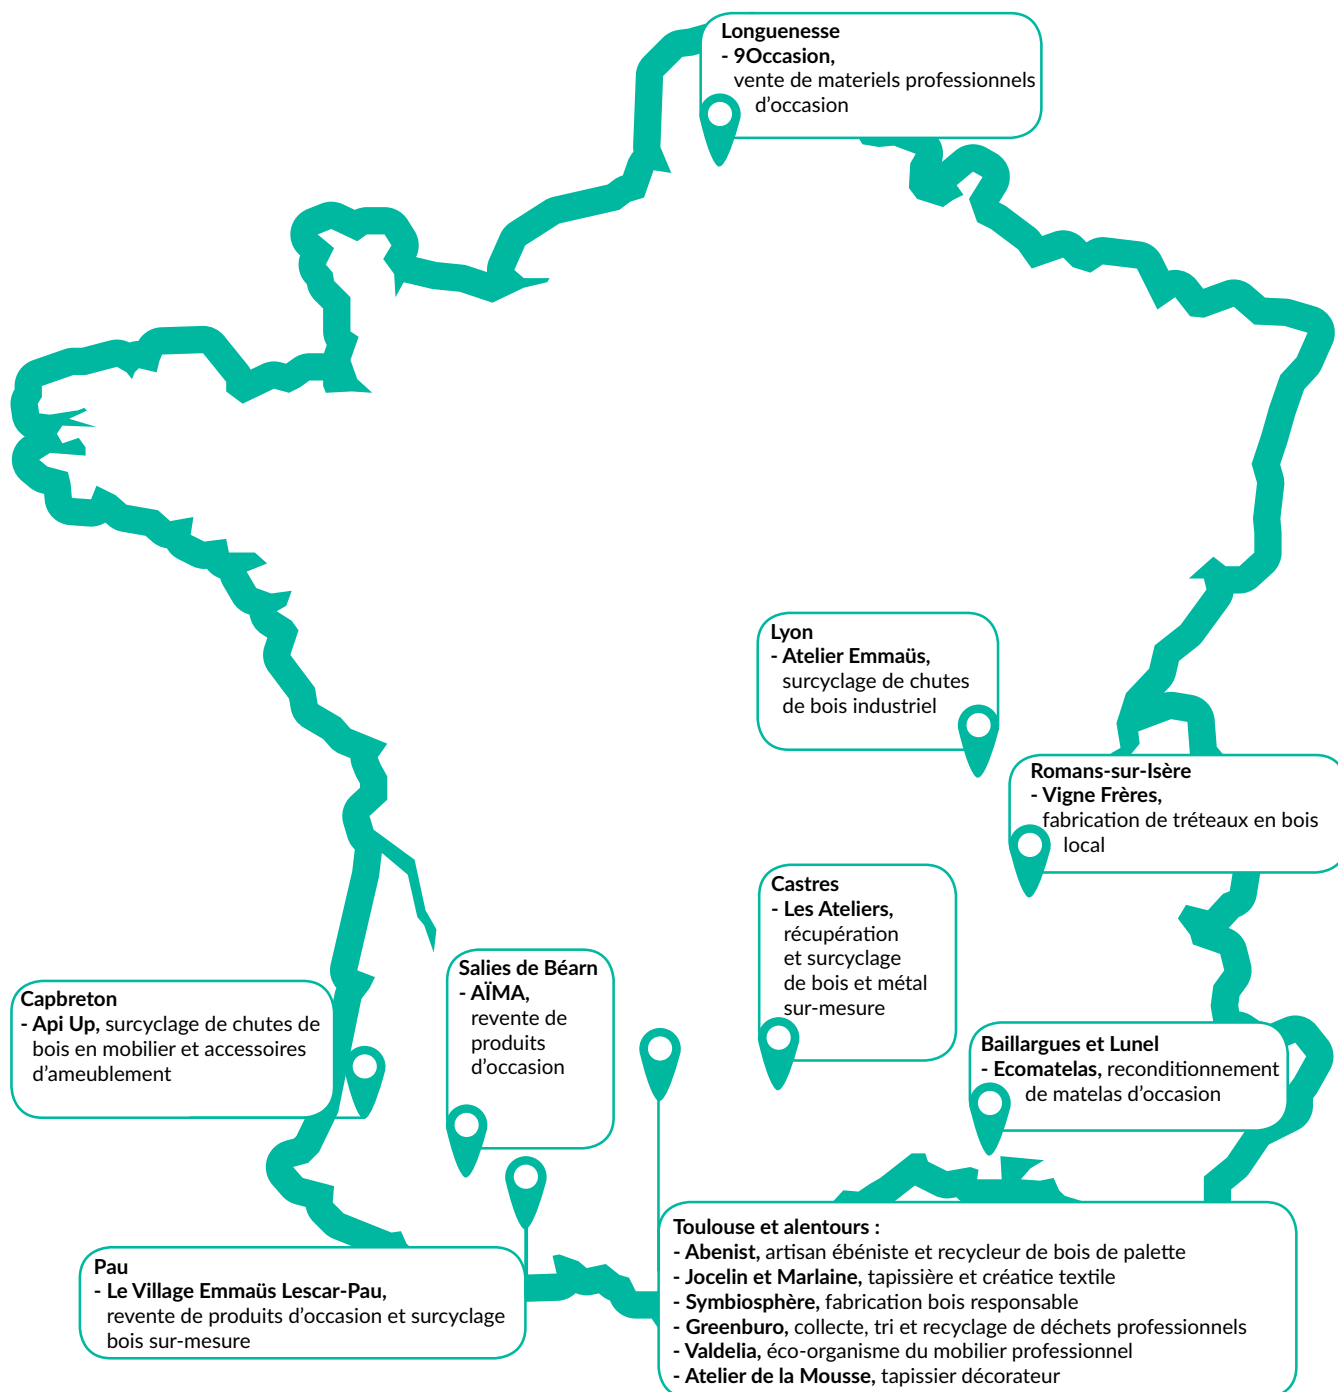 Longuenesse
- 9Occasion,
vente de materiels professionnels
d'occasion
Lyon
- Atelier Emmaüs,
surcyclage de chutes
de bois industriel
Romans-sur-Isère
- Vigne Frères,
fabrication de tréteaux en bois
local
Castres
- Les Ateliers,
récupération
et surcyclage
de bois et métal
sur-mesure
Salies de Béarn
- AÏMA,
revente de
produits
d'occasion
Capbreton
- Api Up, surcyclage de chutes de
bois en mobilier et accessoires
d'ameublement
Baillargues et Lunel
- Ecomatelas, reconditionnement
de matelas d'occasion
Pau
- Le Village Emmaüs Lescar-Pau,
revente de produits d'occasion et surcyclage
bois sur-mesure
Toulouse et alentours :
- Abenist, artisan ébéniste et recycleur de bois de palette
- Jocelin et Marlaine, tapissière et créatice textile
- Symbiosphère, fabrication bois responsable
- Greenburo, collecte, tri et recyclage de déchets professionnels
- Valdelia, éco-organisme du mobilier professionnel
- Atelier de la Mousse, tapissier décorateur